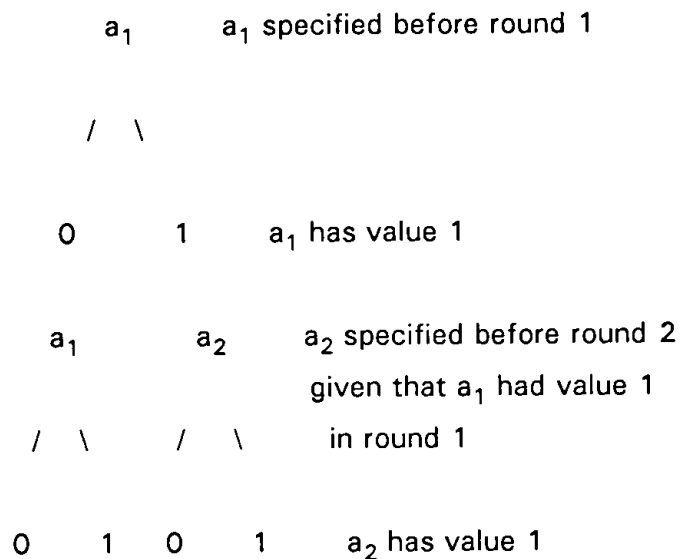 a₁ a₁ specified before round 1
/ \
0 1 a₁ has value 1
a₁ a₂ a₂ specified before round 2
given that a₁ had value 1
/ \ / \ in round 1
0 1 0 1 a₂ has value 1